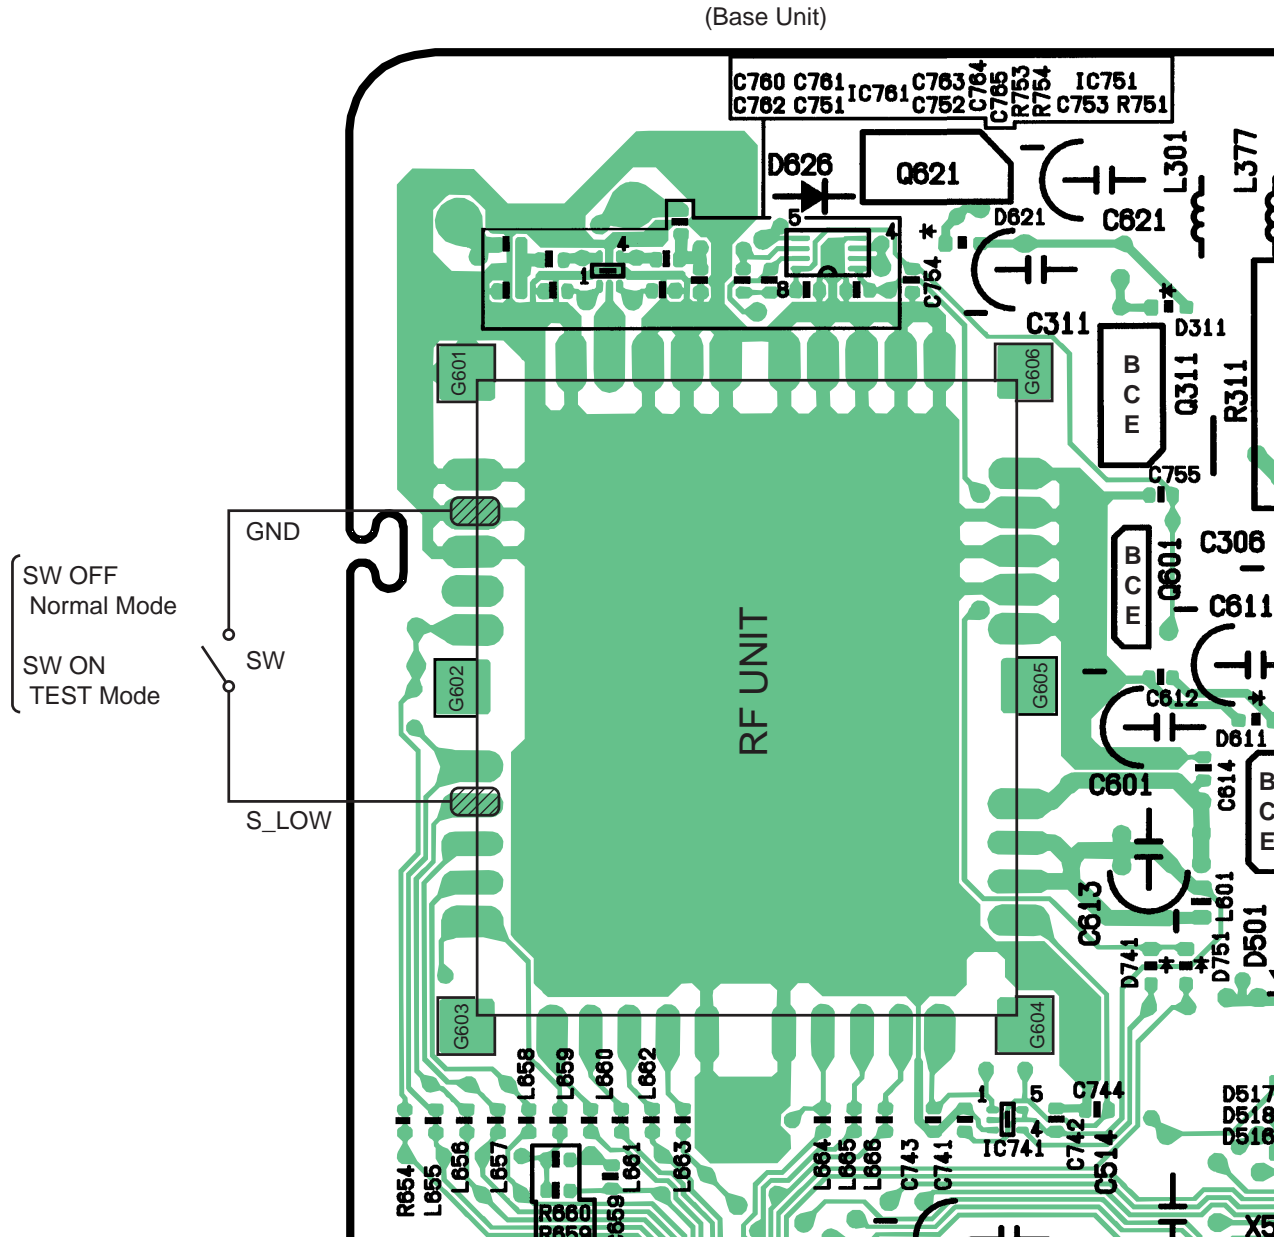 (Base Unit)
C760 C761 IC761 C763 C764 C765 R753 R754 IC751
C762 C751 C752 C753 R751
D626
Q621
L301
L377
C621
D621
5
4
4
1
8
C754
C311
D311
G601
G606
B
C
E
Q311
R311
C755
GND
SW OFF
Normal Mode
SW
SW ON
TEST Mode
S_LOW
B
C
E
Q601
C306
C611
G602
RF UNIT
G605
C612
D611
C601
C614
B
C
E
C613
L601
D741
D751
D501
G603
G604
L658
L659
L660
L662
1
5
C744
D517
D518
D516
4
IC741
R654
L655
L656
L657
L661
L663
L664
L665
L666
C743
C741
C742
C514
R660
R659
C659
X5